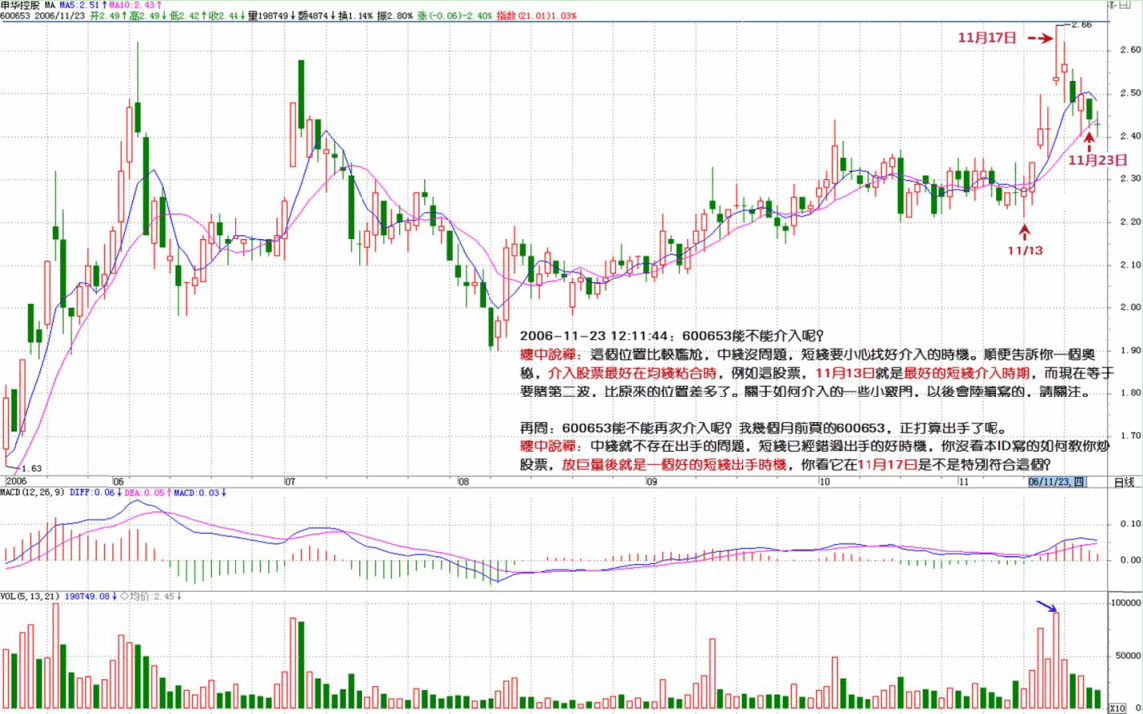 申华控股 MA MA5:2.51↑MA10:2.43↑
600653 2006/11/23 开2.49↑高2.49↓低2.42↑收2.44↓量198749↓额4874↓换1.14% 振2.80% 涨(-0.06)-2.40% 指数(21.01)1.03%
2.66
11月17日
2.60
2.50
2.40
11月23日
2.30
2.20
11/13
2.10
2.00
2006-11-23 12:11:44：600653能不能介入呢？
纏中說禪：這個位置比較尷尬，中綫沒問題，短綫要小心找好介入的時機。順便告訴你一個奧
秘，介入股票最好在均綫粘合時，例如這股票，11月13日就是最好的短綫介入時期，而現在等于
要賭第二波，比原來的位置差多了。關于如何介入的一些小竅門，以後會陸續寫的，請關注。
1.90
1.80
再問：600653能不能再次介入呢？我幾個月前買的600653，正打算出手了呢。
纏中說禪：中綫就不存在出手的問題，短綫已經錯過出手的好時機，你沒看本ID寫的如何教你炒
股票，放巨量後就是一個好的短綫出手時機，你看它在11月17日是不是特別符合這個？
1.70
1.63
2006 06 07 08 09 10 11 06/11/23,四 日线
MACD(12,26,9) DIFF:0.06↓DEA:0.05↑MACD:0.03↓
0.10
0.00
VOL(5,13,21) 198749.08↓◇均价:2.45↓
100000
50000
X10 0